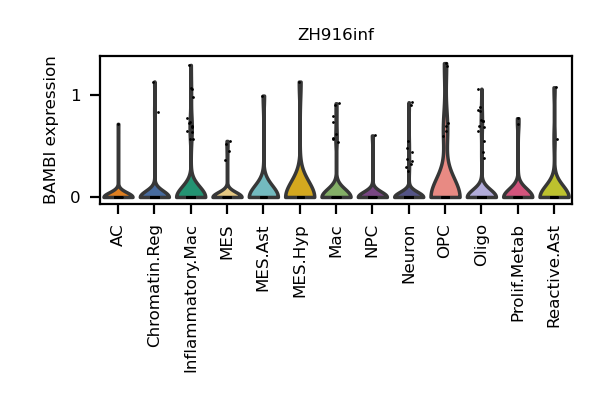 ZH916inf
BAMBI expression
1
0
AC
Chromatin.Reg
Inflammatory.Mac
MES
MES.Ast
MES.Hyp
Mac
NPC
Neuron
OPC
Oligo
Prolif.Metab
Reactive.Ast